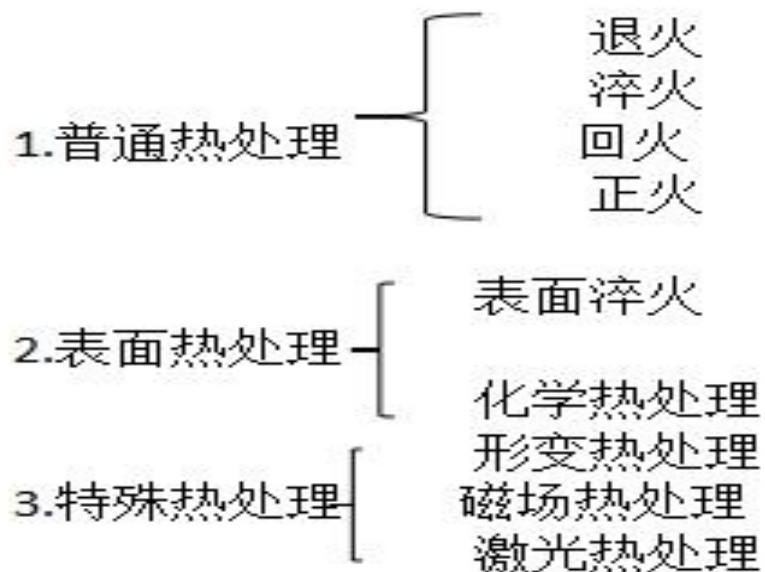 退火
淬火
1.普通热处理
回火
正火
表面淬火
2.表面热处理
化学热处理
形变热处理
3.特殊热处理
磁场热处理
激光热处理